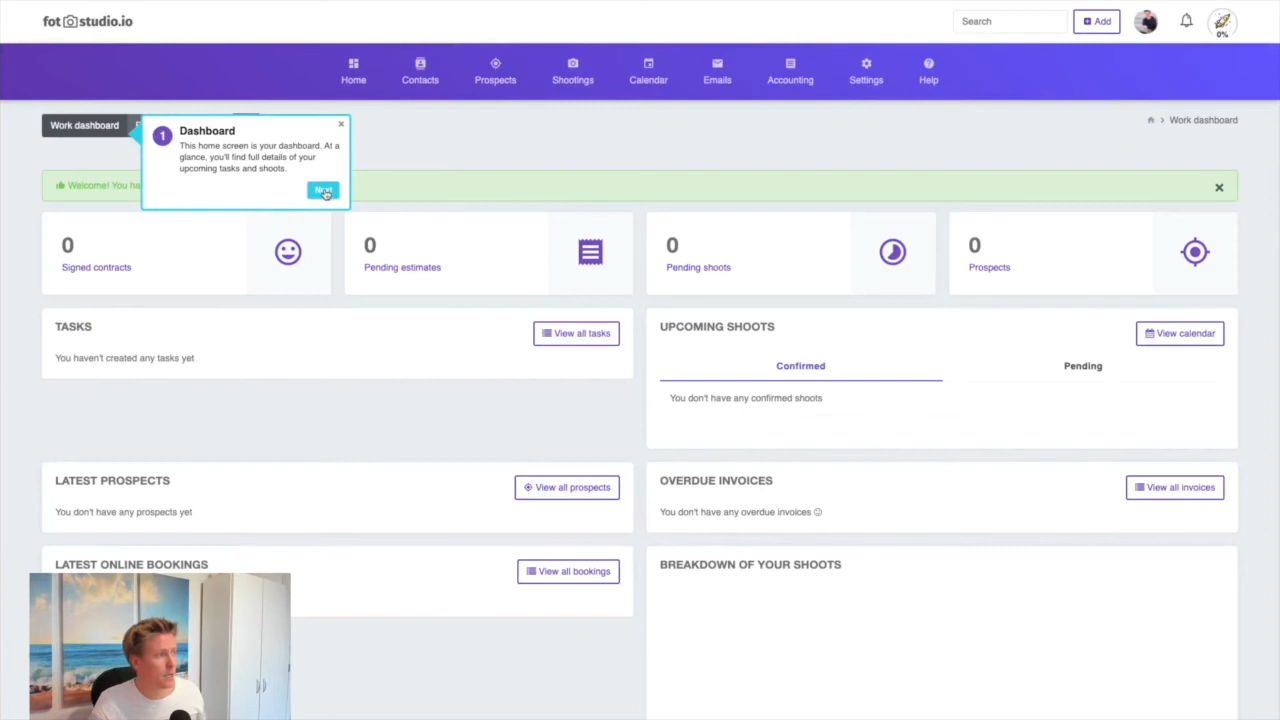 fotstudio.io
Search
Add
0%
Home
Contacts
Prospects
Shootings
Calendar
Emails
Accounting
Settings
Help
Work dashboard
1
Dashboard
×
This home screen is your dashboard. At a
glance, you'll find full details of your
upcoming tasks and shoots.
Next
> Work dashboard
Welcome! You ha
×
0
Signed contracts
0
Pending estimates
0
Pending shoots
0
Prospects
TASKS
View all tasks
You haven't created any tasks yet
UPCOMING SHOOTS
View calendar
Confirmed
Pending
You don't have any confirmed shoots
LATEST PROSPECTS
View all prospects
You don't have any prospects yet
OVERDUE INVOICES
View all invoices
You don't have any overdue invoices
LATEST ONLINE BOOKINGS
View all bookings
BREAKDOWN OF YOUR SHOOTS